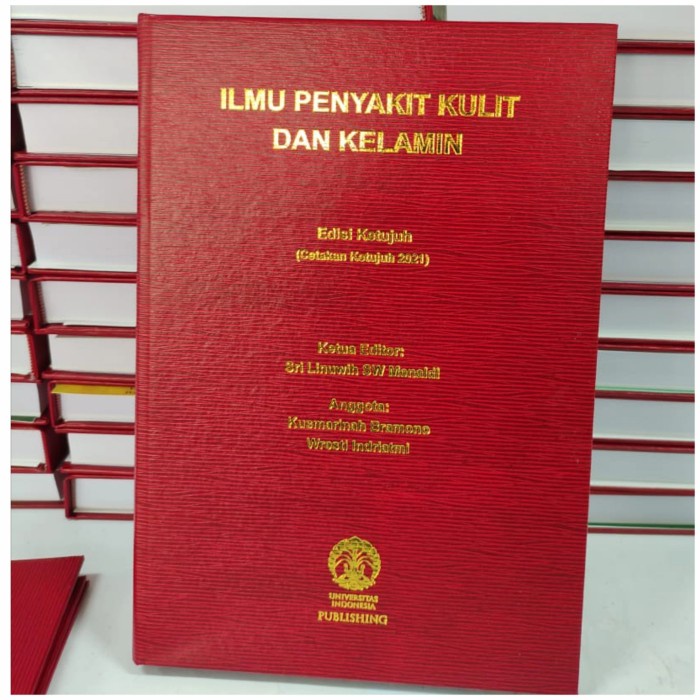 ILMU PENYAKIT KULIT
DAN KELAMIN
Edisi Ketujuh
(Cetakan Ketujuh 2021)
Ketua Editor:
Sri Linuwih SW Menaldi
Anggota:
Kusmarinah Bramono
Wresti Indriatmi
UNIVERSITAS
INDONESIA
PUBLISHING